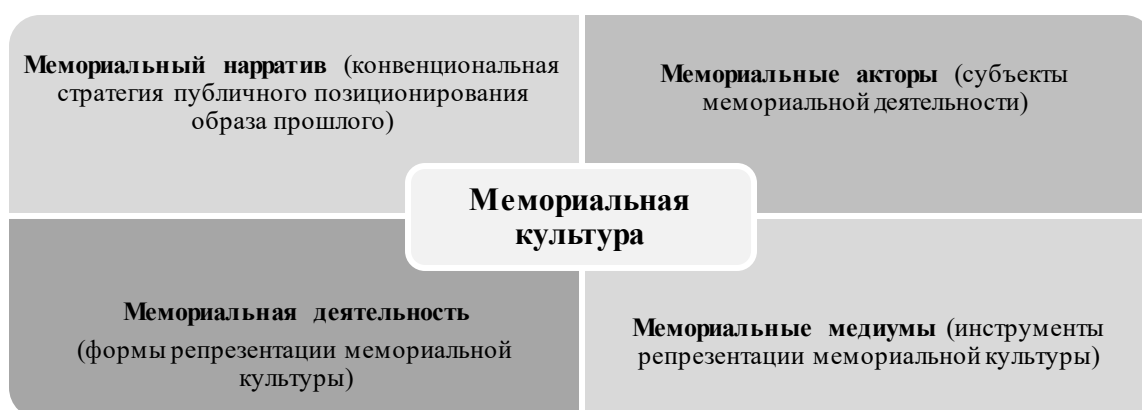 Мемориальный нарратив (конвенциональная
стратегия публичного позиционирования
образа прошлого)
Мемориальные акторы (субъекты
мемориальной деятельности)
Мемориальная
культура
Мемориальная деятельность
(формы репрезентации мемориальной
культуры)
Мемориальные медиумы (инструменты
репрезентации мемориальной культуры)